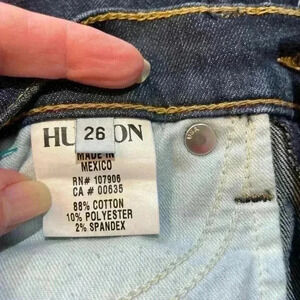 HU ON
26
MADE IN
MEXICO
RN# 107906
CA # 00635
88% COTTON
10% POLYESTER
2% SPANDEX